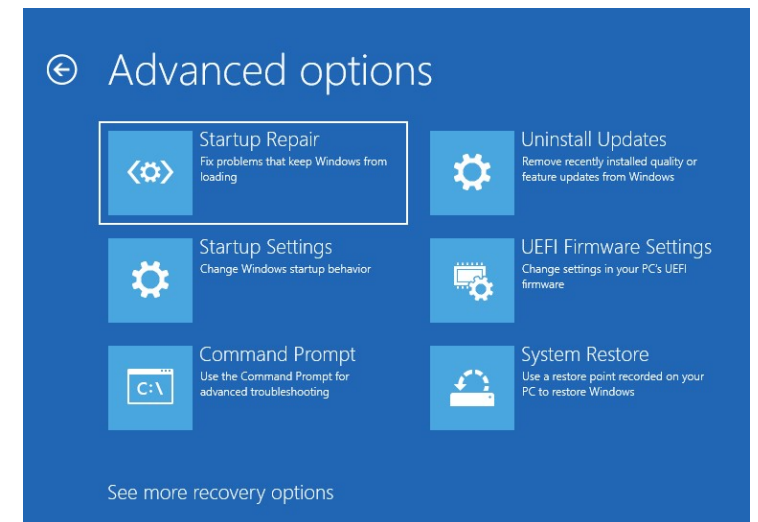 Advanced options
Startup Repair
Fix problems that keep Windows from
loading
Uninstall Updates
Remove recently installed quality or
feature updates from Windows
Startup Settings
Change Windows startup behavior
UEFI Firmware Settings
Change settings in your PC's UEFI
firmware
Command Prompt
Use the Command Prompt for
advanced troubleshooting
C:\
System Restore
Use a restore point recorded on your
PC to restore Windows
See more recovery options